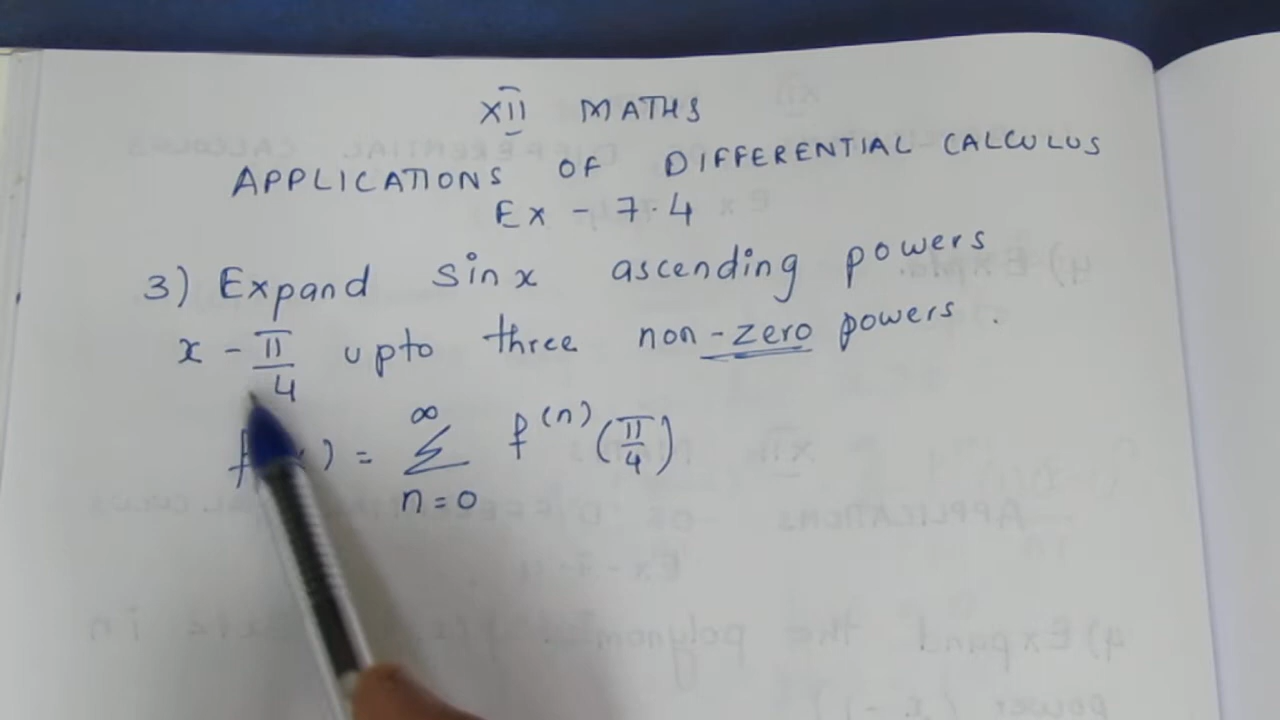 XII MATHS
APPLICATIONS OF DIFFERENTIAL CALCULUS
Ex - 7.4
3) Expand sinx ascending powers
x - π/4 upto three non-zero powers.
f( ) = ∑ n=0 ∞ f^(n) (π/4)